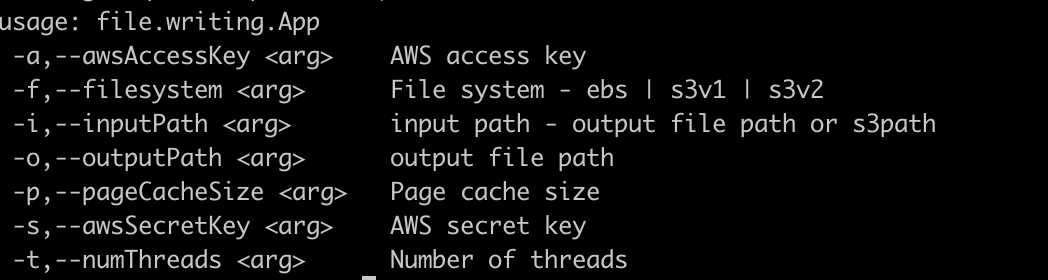 usage: file.writing.App
-a,--awsAccessKey <arg> AWS access key
-f,--filesystem <arg> File system - ebs | s3v1 | s3v2
-i,--inputPath <arg> input path - output file path or s3path
-o,--outputPath <arg> output file path
-p,--pageCacheSize <arg> Page cache size
-s,--awsSecretKey <arg> AWS secret key
-t,--numThreads <arg> Number of threads